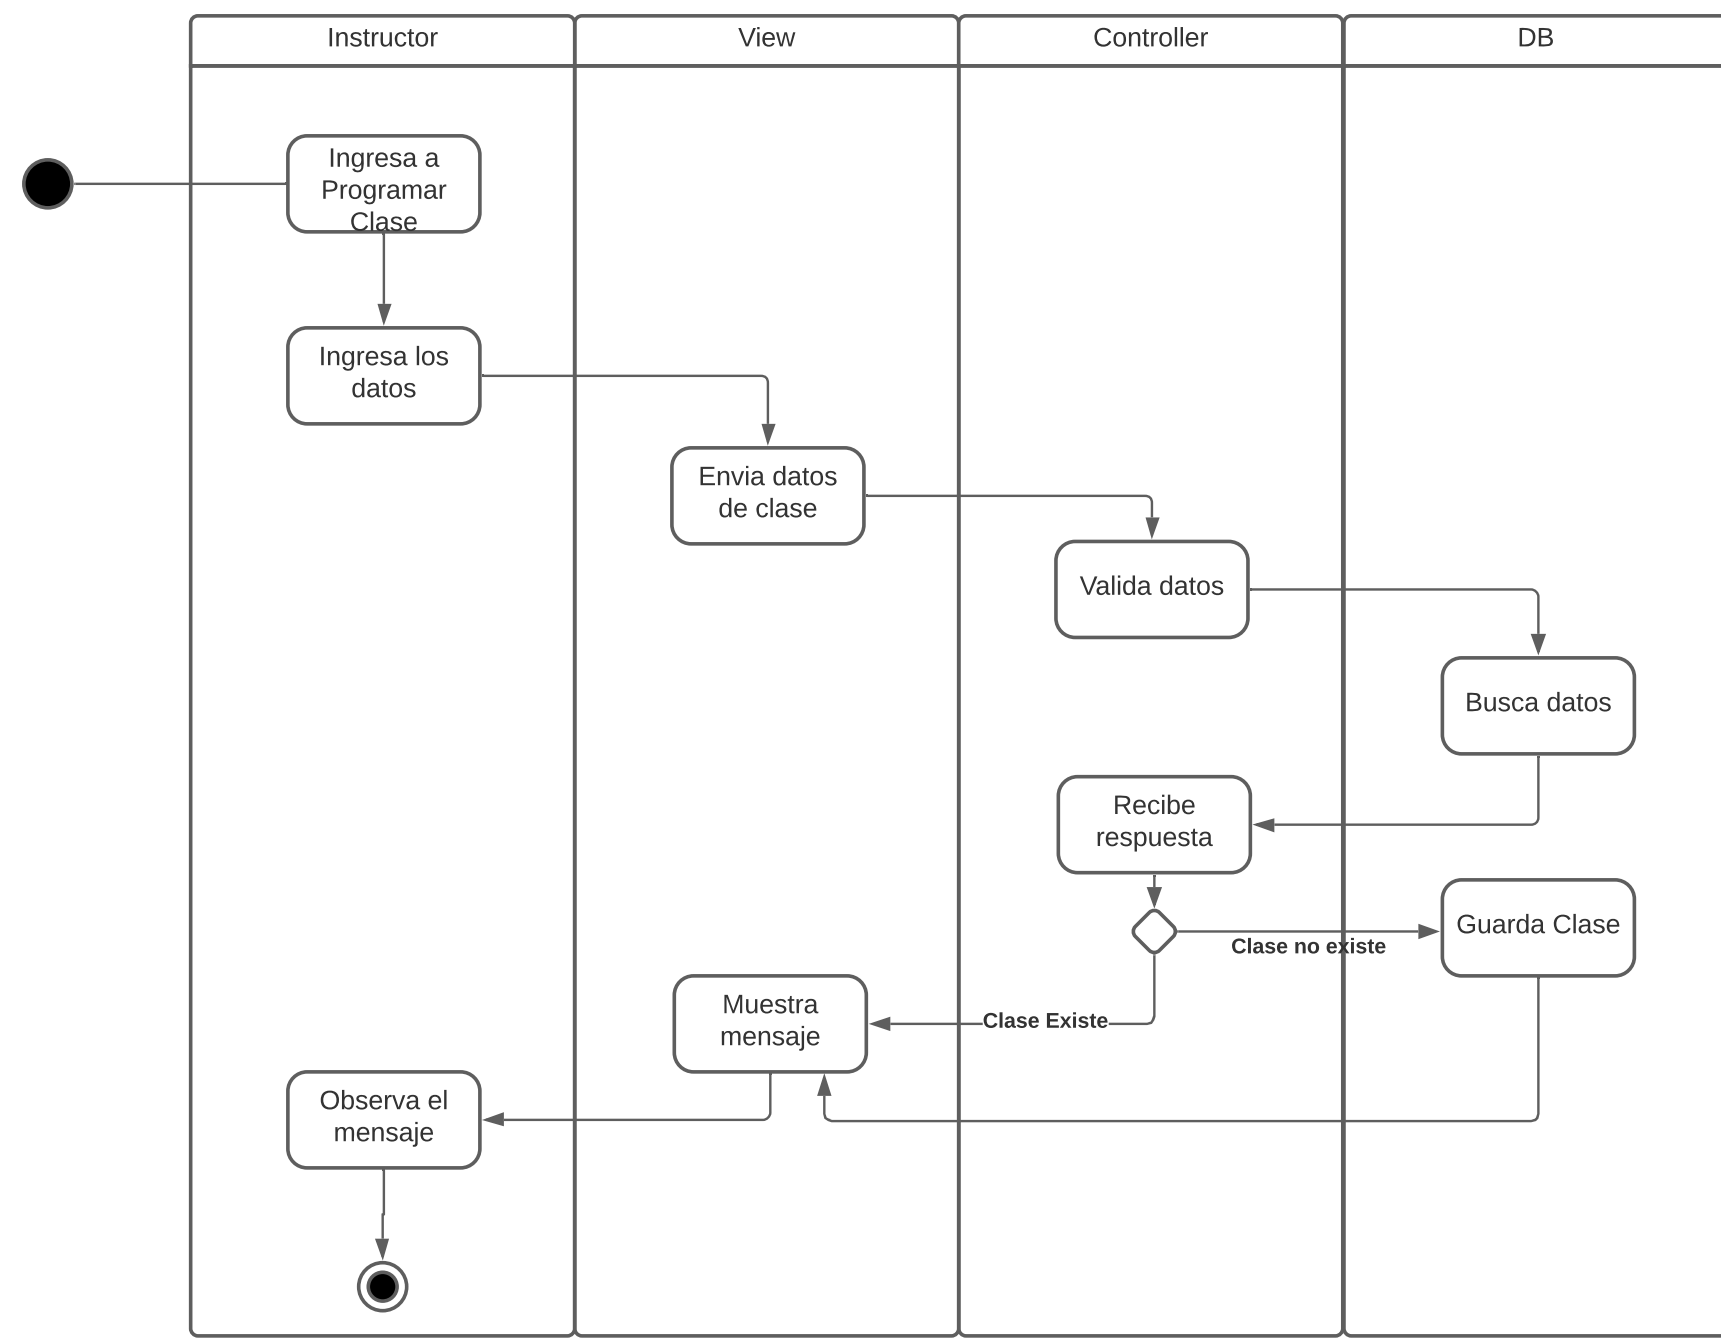 Instructor
View
Controller
DB
Ingresa a
Programar
Clase
Ingresa los
datos
Envia datos
de clase
Valida datos
Busca datos
Recibe
respuesta
Guarda Clase
Clase no existe
Muestra
mensaje
Clase Existe
Observa el
mensaje